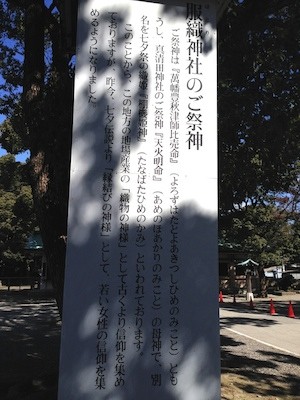 服織神社のご祭神
ご祭神は『萬幡豊秋津師比売命』（よろずはたとよあきつしひめのみこと）とも
うし、真清田神社のご祭神『天火明命』（あめのほあかりのみこと）の母神で、別
名を七夕祭の織姫『棚機姫神』（たなばたひめのかみ）といわれております。
このことから、この地方の地場産業の「織物の神様」として古くより信仰を集め
ておりますが、昨今、七夕伝説より「縁結びの神様」として、若い女性の信仰を集
めるようになりました。